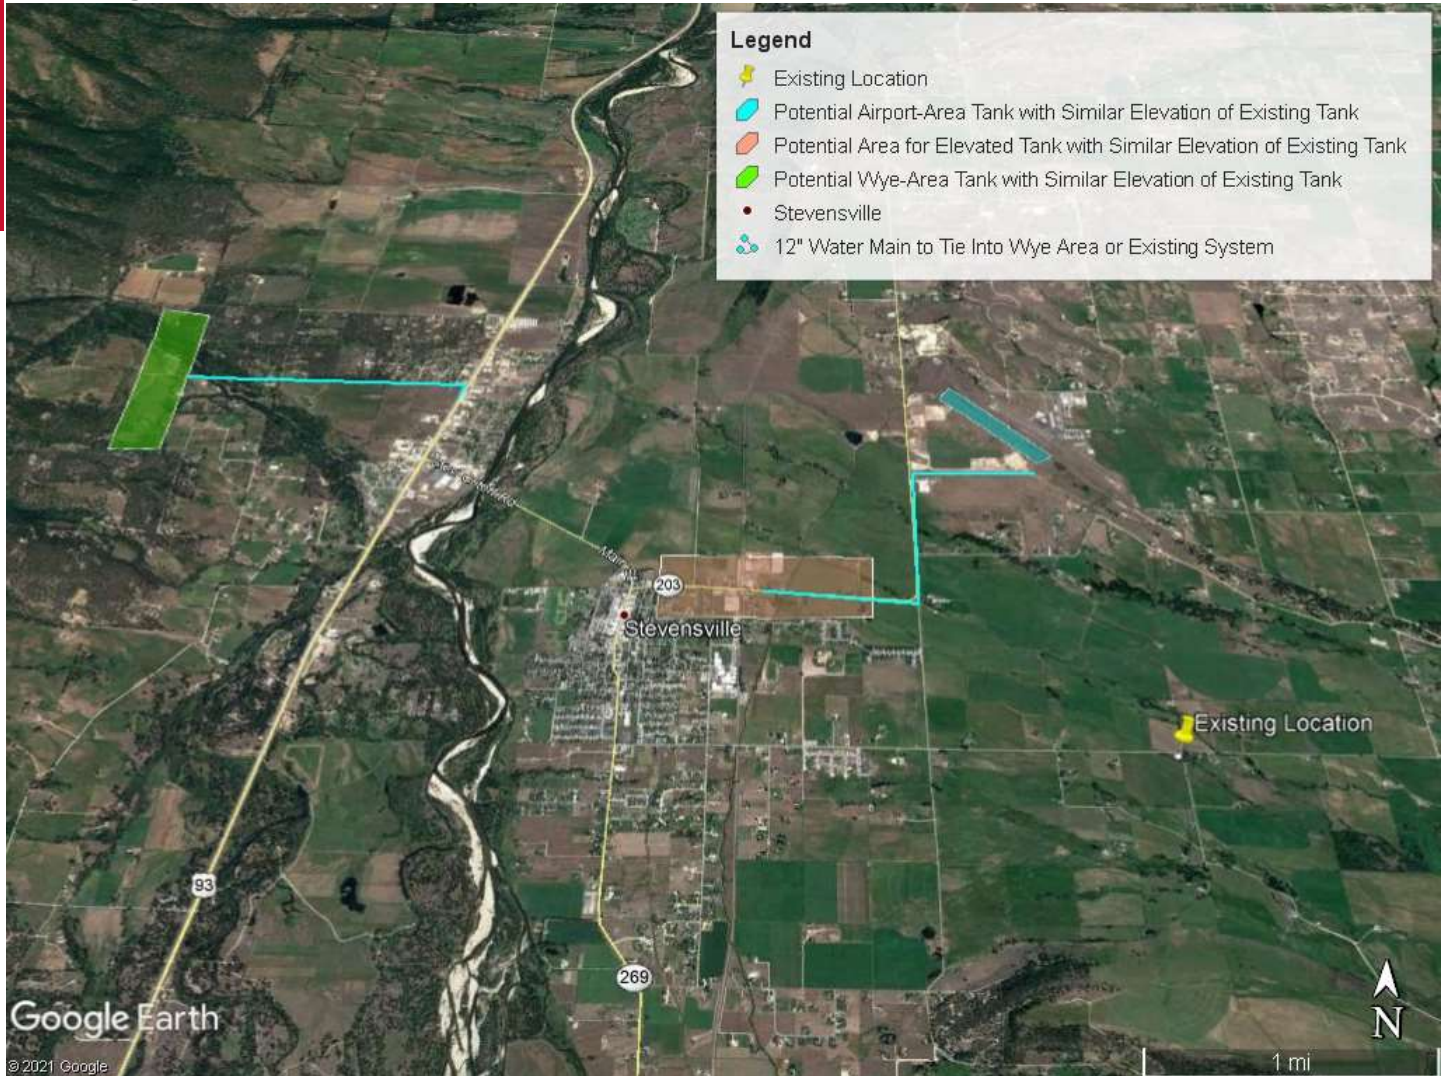 Legend
Existing Location
Potential Airport-Area Tank with Similar Elevation of Existing Tank
Potential Area for Elevated Tank with Similar Elevation of Existing Tank
Potential Wye-Area Tank with Similar Elevation of Existing Tank
Stevensville
12" Water Main to Tie Into Wye Area or Existing System
203
Stevensville
Existing Location
93
269
Google Earth
N
© 2021 Google
1 mi